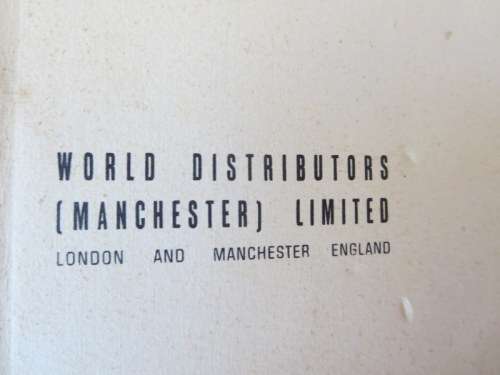 WORLD DISTRIBUTORS
(MANCHESTER) LIMITED
LONDON AND MANCHESTER ENGLAND